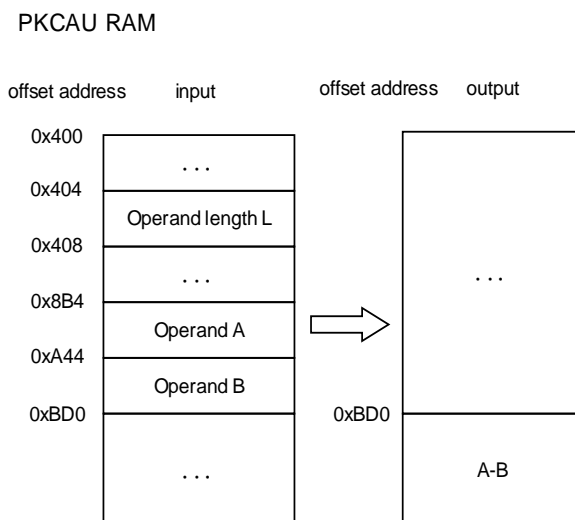 PKCAU RAM
offset address input offset address output
0x400
...
0x404
Operand length L
0x408
...
0x8B4
Operand A
0xA44
Operand B
0xBD0
...
...
0xBD0
A-B